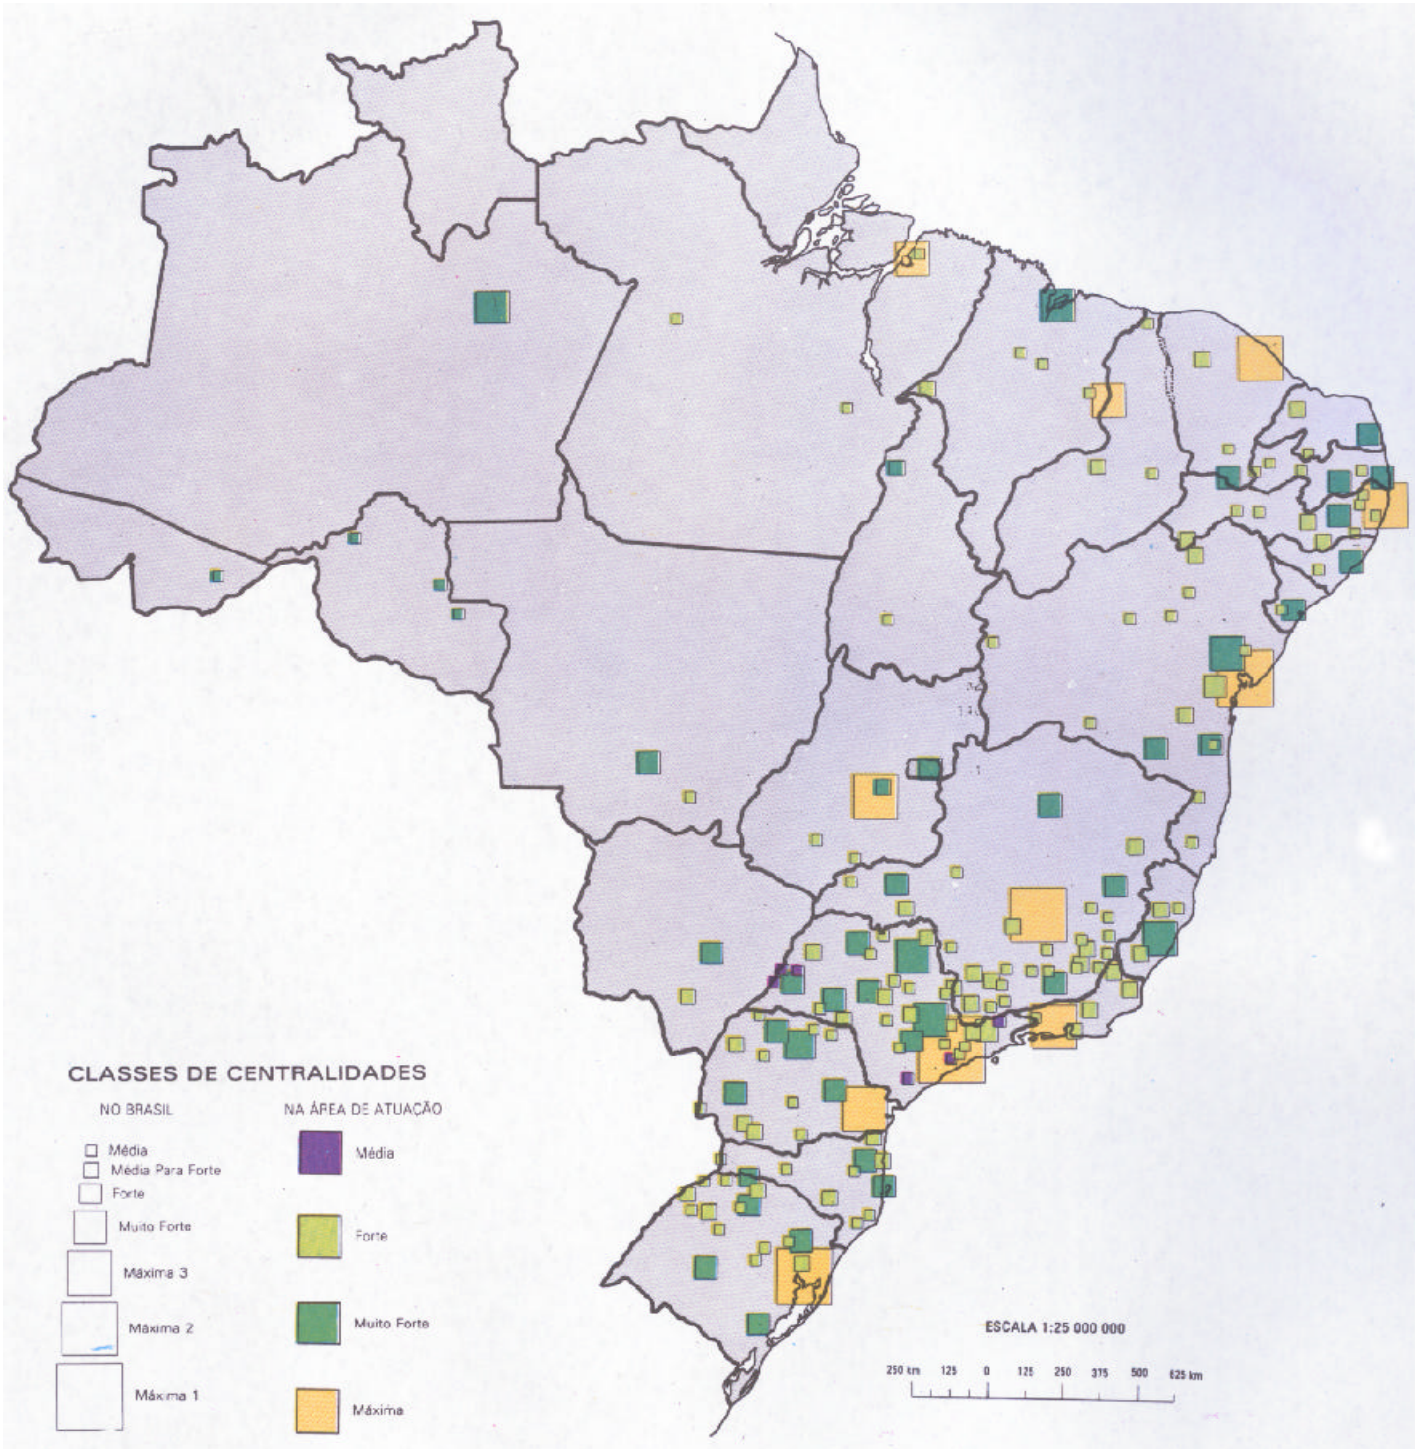 CLASSES DE CENTRALIDADES
NO BRASIL
Média
Média Para Forte
Forte
Muito Forte
Máxima 3
Máxima 2
Máxima 1
NA ÁREA DE ATUAÇÃO
Média
Forte
Muito Forte
Máxima
ESCALA 1:25 000 000
250 km 125 0 125 250 375 500 625 km